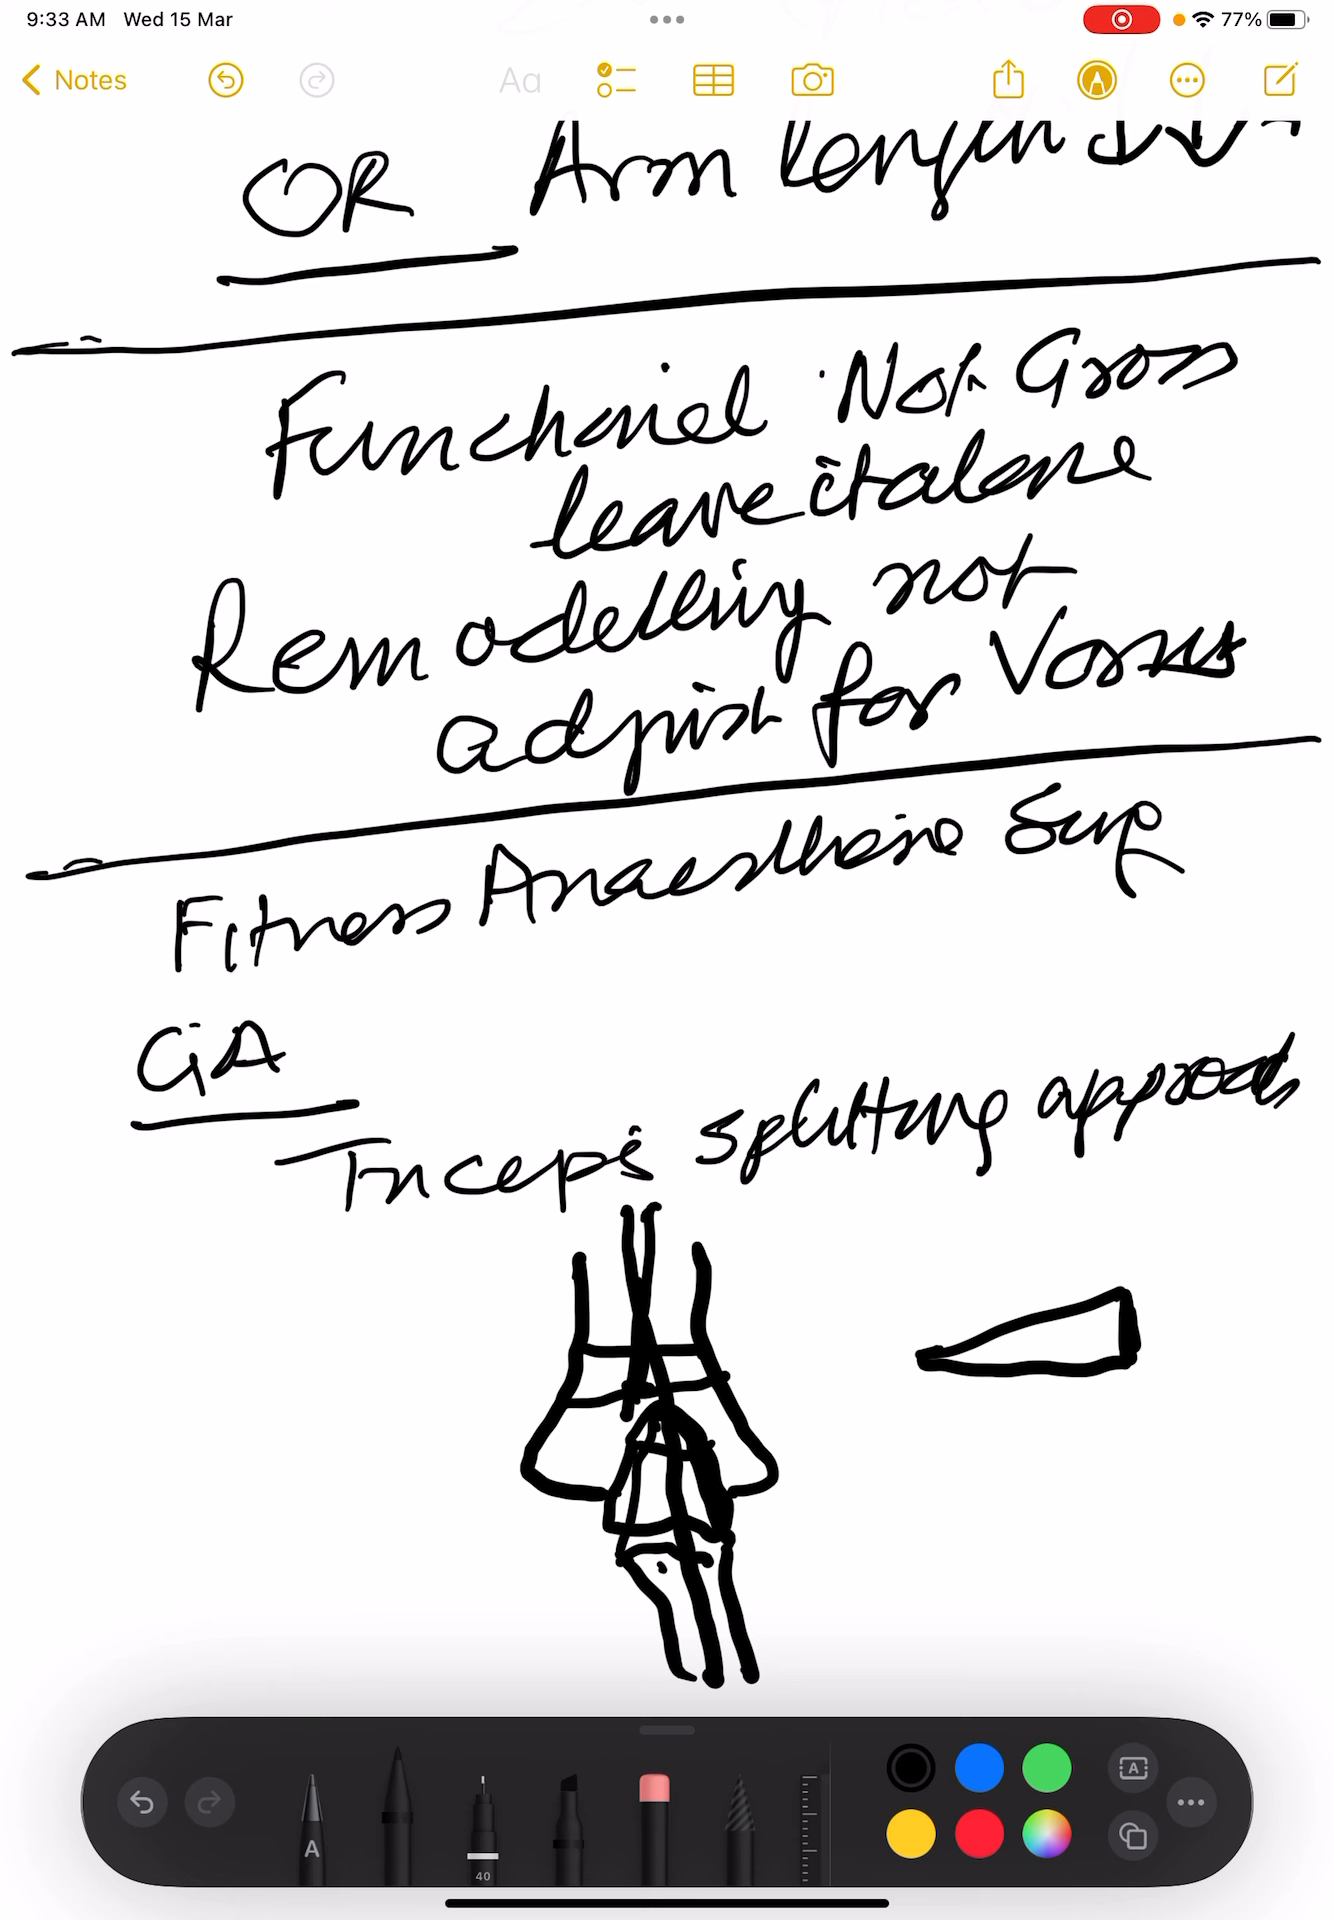 9:33 AM Wed 15 Mar
77%
Notes
Aa
OR Arm length
Functional Not Gross
leave it alone
Remodelling not
adjust for Varus
Fitness Anaesthesia Sup
GA
Triceps splitting approach
A
40
A